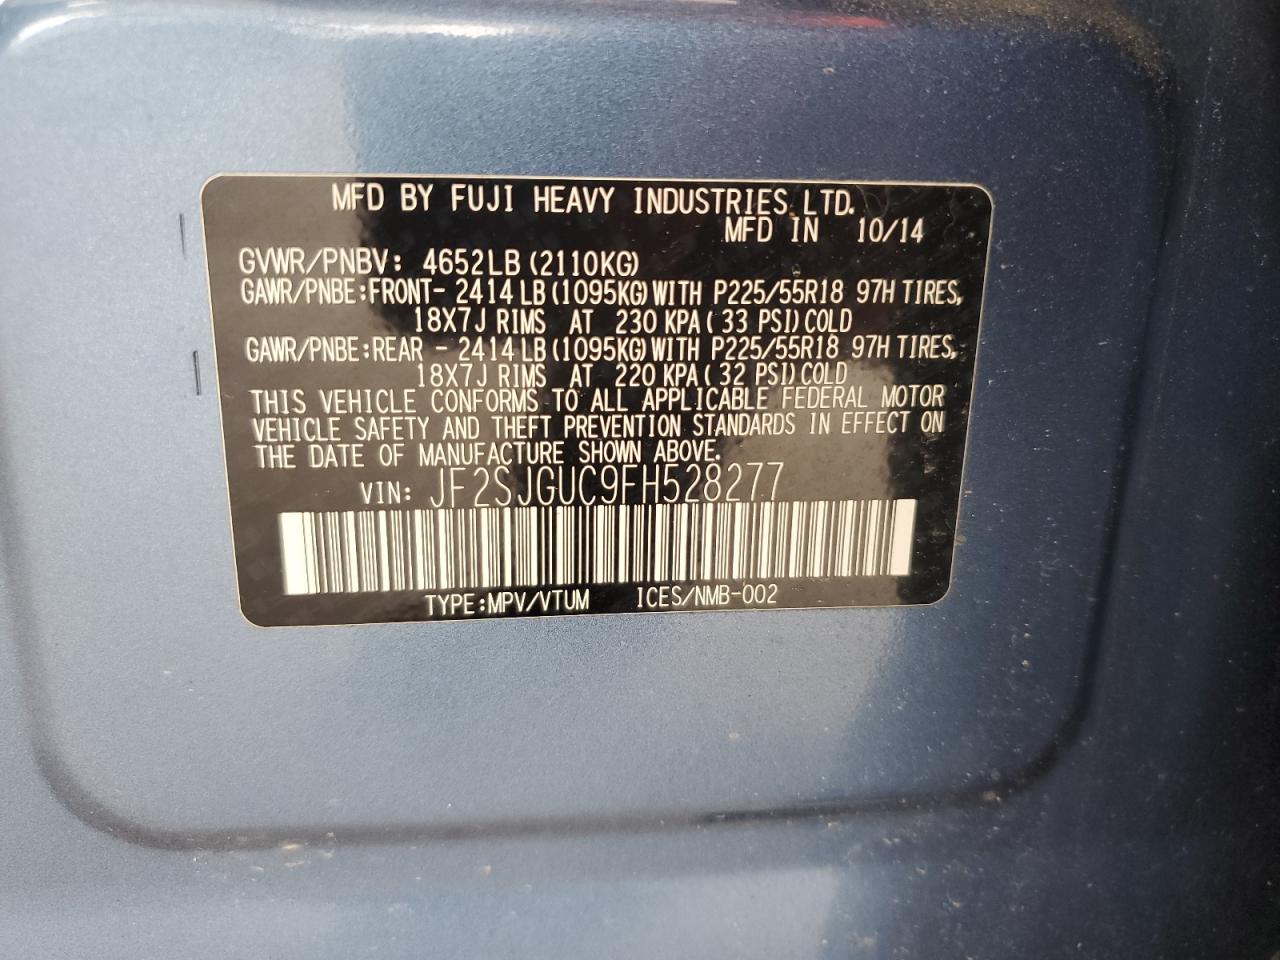 MFD BY FUJI HEAVY INDUSTRIES LTD.
MFD IN 10/14
GVWR/PNBV: 4652LB (2110KG)
GAWR/PNBE:FRONT- 2414LB (1095KG) WITH P225/55R18 97H TIRES,
18X7J RIMS AT 230 KPA ( 33 PSI) COLD
GAWR/PNBE:REAR - 2414LB (1095KG) WITH P225/55R18 97H TIRES,
18X7J RIMS AT 220 KPA ( 32 PSI) COLD
THIS VEHICLE CONFORMS TO ALL APPLICABLE FEDERAL MOTOR
VEHICLE SAFETY AND THEFT PREVENTION STANDARDS IN EFFECT ON
THE DATE OF MANUFACTURE SHOWN ABOVE.
VIN: JF2SJGUC9FH528277
TYPE:MPV/VTUM ICES/NMB-002